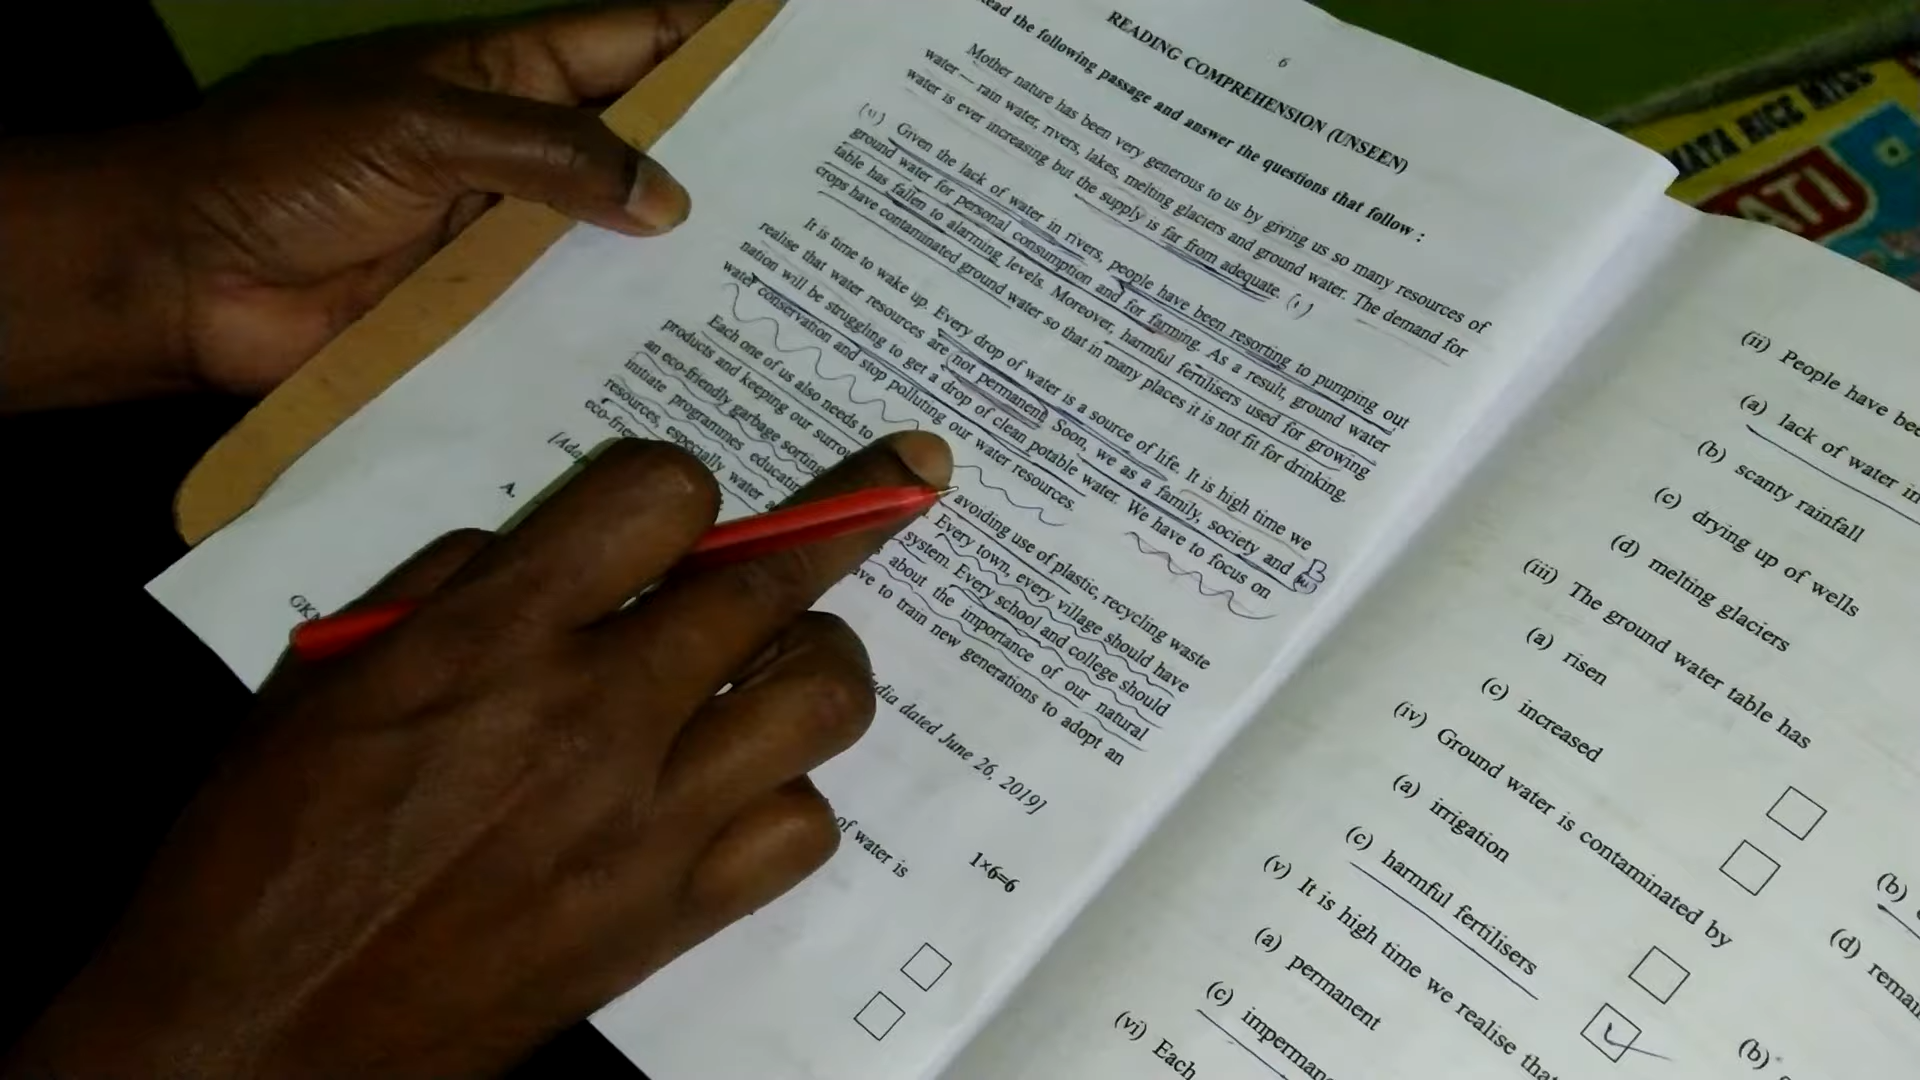 6
READING COMPREHENSION (UNSEEN)
the following passage and answer the questions that follow :
Mother nature has been very generous to us by giving us so many resources of
water — rain water, rivers, lakes, melting glaciers and ground water. The demand for
water is ever increasing but the supply is far from adequate. (i)
Given the lack of water in rivers, people have been resorting to pumping out
ground water for personal consumption and for farming. As a result, ground water
table has fallen to alarming levels. Moreover, harmful fertilisers used for growing
crops have contaminated ground water so that in many places it is not fit for drinking.
It is time to wake up. Every drop of water is a source of life. It is high time we
realise that water resources are not permanent. Soon, we as a family, society and
nation will be struggling to get a drop of clean potable water. We have to focus on
water conservation and stop polluting our water resources.
Each one of us also needs to avoiding use of plastic, recycling waste
products and keeping our Every town, every village should have
an eco-friendly garbage sorting system. Every school and college should
initiate programmes about the importance of our natural
resources, especially water to train new generations to adopt an
dated June 26, 2019]
A. of water is 1×6=6
(ii) People have
(a) lack of water in
(b) scanty rainfall
(c) drying up of wells
(d) melting glaciers
(iii) The ground water table has
(a) risen
(b)
(c) increased
(d)
(iv) Ground water is contaminated by
(a) irrigation
(b)
(c) harmful fertilisers
(v) It is high time we realise
(a) permanent
(c)
(vi) Each